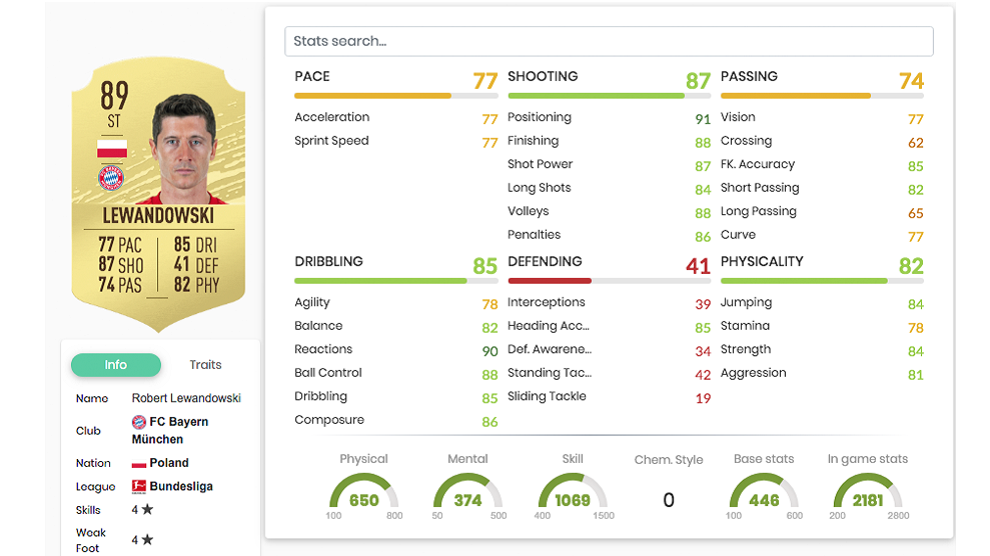 89
ST
LEWANDOWSKI
77 PAC 85 DRI
87 SHO 41 DEF
74 PAS 82 PHY
Info Traits
Name Robert Lewandowski
Club FC Bayern
München
Nation Poland
League Bundesliga
Skills 4 ★
Weak
Foot 4 ★
Stats search...
PACE 77
Acceleration 77
Sprint Speed 77
SHOOTING 87
Positioning 91
Finishing 88
Shot Power 87
Long Shots 84
Volleys 88
Penalties 86
PASSING 74
Vision 77
Crossing 62
FK. Accuracy 85
Short Passing 82
Long Passing 65
Curve 77
DRIBBLING 85
Agility 78
Balance 82
Reactions 90
Ball Control 88
Dribbling 85
Composure 86
DEFENDING 41
Interceptions 39
Heading Acc... 85
Def. Awarene... 34
Standing Tac... 42
Sliding Tackle 19
PHYSICALITY 82
Jumping 84
Stamina 78
Strength 84
Aggression 81
Physical
650
100 800
Mental
374
50 500
Skill
1069
400 1500
Chem. Style
0
Base stats
446
100 600
In game stats
2181
200 2800